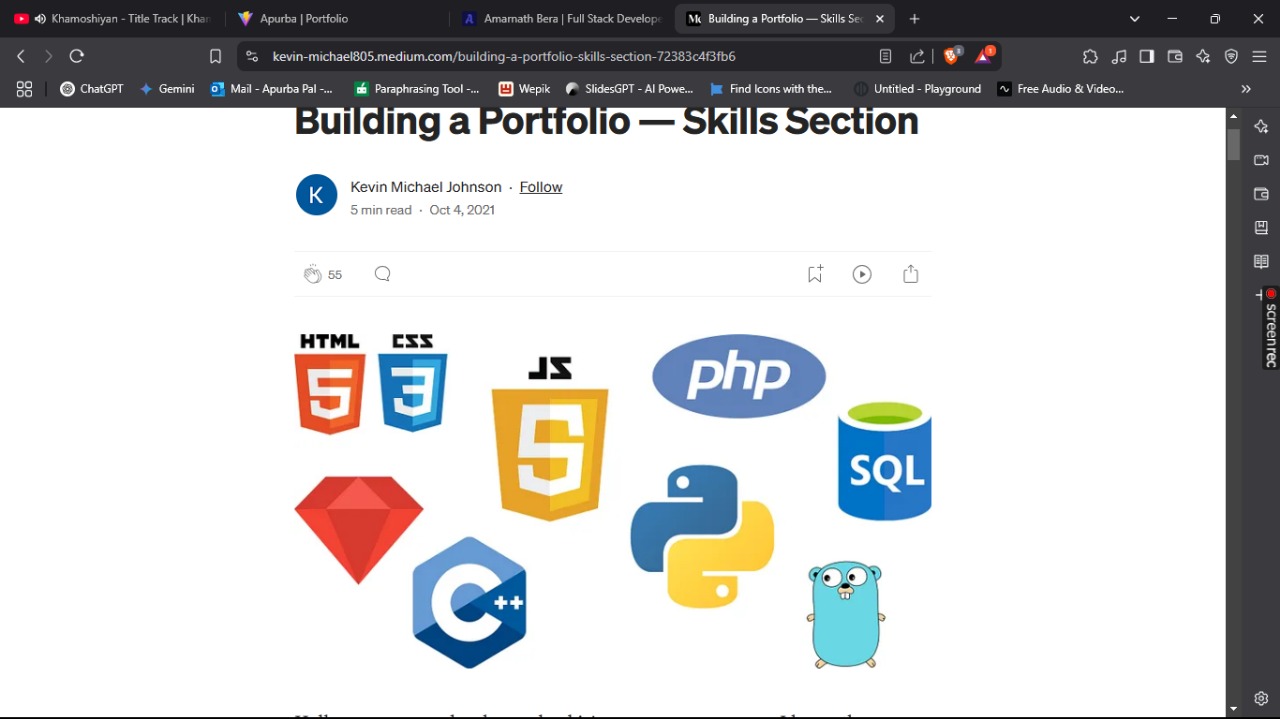 Khamoshiyan - Title Track | Khan
Apurba | Portfolio
Amarnath Bera | Full Stack Develope
Building a Portfolio — Skills Sec
kevin-michael805.medium.com/building-a-portfolio-skills-section-72383c4f3fb6
8
1
ChatGPT
Gemini
Mail - Apurba Pal -...
Paraphrasing Tool -...
Wepik
SlidesGPT - AI Powe...
Find Icons with the...
Untitled - Playground
Free Audio & Video...
Building a Portfolio — Skills Section
K
Kevin Michael Johnson · Follow
5 min read · Oct 4, 2021
55
HTML
5
CSS
3
JS
5
php
SQL
C++
screenrec